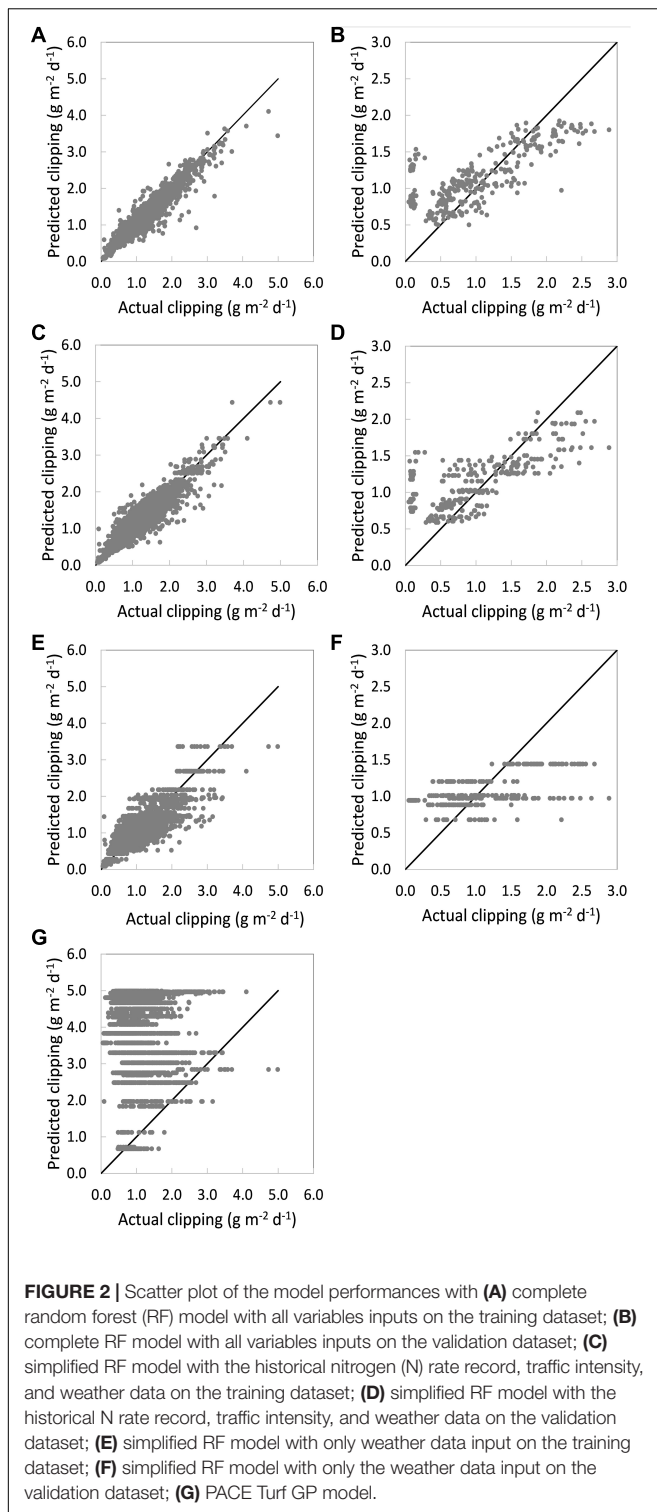 A
6.0
5.0
4.0
3.0
2.0
1.0
0.0
0.0 1.0 2.0 3.0 4.0 5.0 6.0
Predicted clipping (g m-2 d-1)
Actual clipping (g m-2 d-1)
B
3.0
2.5
2.0
1.5
1.0
0.5
0.0
0.0 0.5 1.0 1.5 2.0 2.5 3.0
Predicted clipping (g m-2 d-1)
Actual clipping (g m-2 d-1)
C
6.0
5.0
4.0
3.0
2.0
1.0
0.0
0.0 1.0 2.0 3.0 4.0 5.0 6.0
Predicted clipping (g m-2 d-1)
Actual clipping (g m-2 d-1)
D
3.0
2.5
2.0
1.5
1.0
0.5
0.0
0.0 0.5 1.0 1.5 2.0 2.5 3.0
Predicted clipping (g m-2 d-1)
Actual clipping (g m-2 d-1)
E
6.0
5.0
4.0
3.0
2.0
1.0
0.0
0.0 1.0 2.0 3.0 4.0 5.0 6.0
Predicted clipping (g m-2 d-1)
Actual clipping (g m-2 d-1)
F
3.0
2.5
2.0
1.5
1.0
0.5
0.0
0.0 0.5 1.0 1.5 2.0 2.5 3.0
Predicted clipping (g m-2 d-1)
Actual clipping (g m-2 d-1)
G
6.0
5.0
4.0
3.0
2.0
1.0
0.0
0.0 1.0 2.0 3.0 4.0 5.0 6.0
Predicted clipping (g m-2 d-1)
Actual clipping (g m-2 d-1)
FIGURE 2 | Scatter plot of the model performances with (A) complete
random forest (RF) model with all variables inputs on the training dataset; (B)
complete RF model with all variables inputs on the validation dataset; (C)
simplified RF model with the historical nitrogen (N) rate record, traffic intensity,
and weather data on the training dataset; (D) simplified RF model with the
historical N rate record, traffic intensity, and weather data on the validation
dataset; (E) simplified RF model with only weather data input on the training
dataset; (F) simplified RF model with only the weather data input on the
validation dataset; (G) PACE Turf GP model.